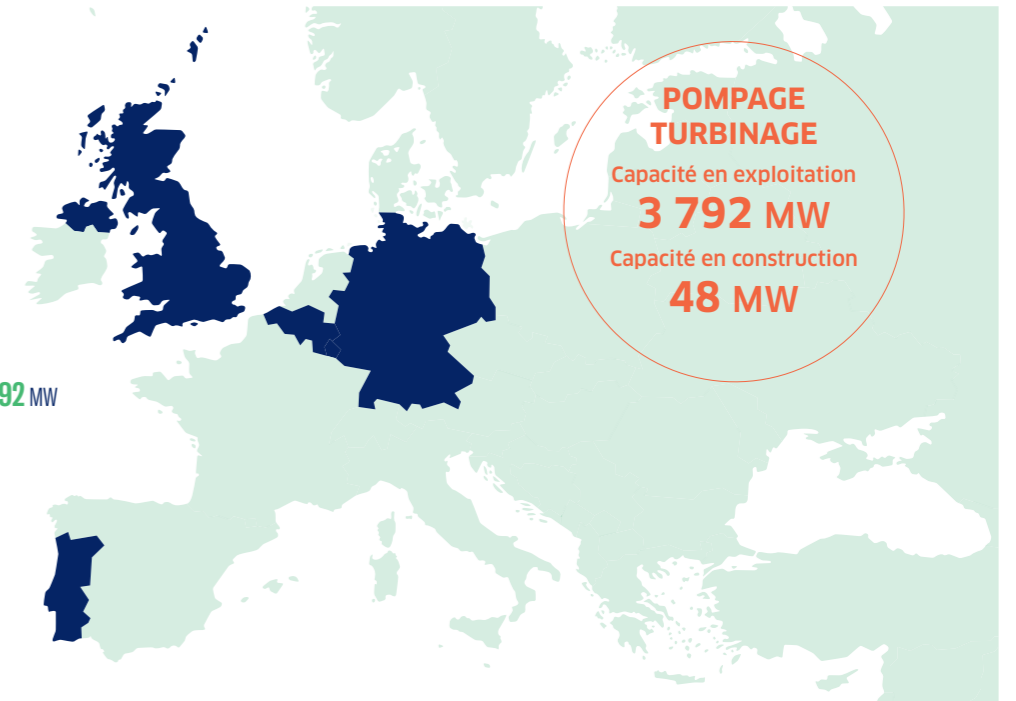 POMPAGE
TURBINAGE
Capacité en exploitation
3 792 MW
Capacité en construction
48 MW
92 MW